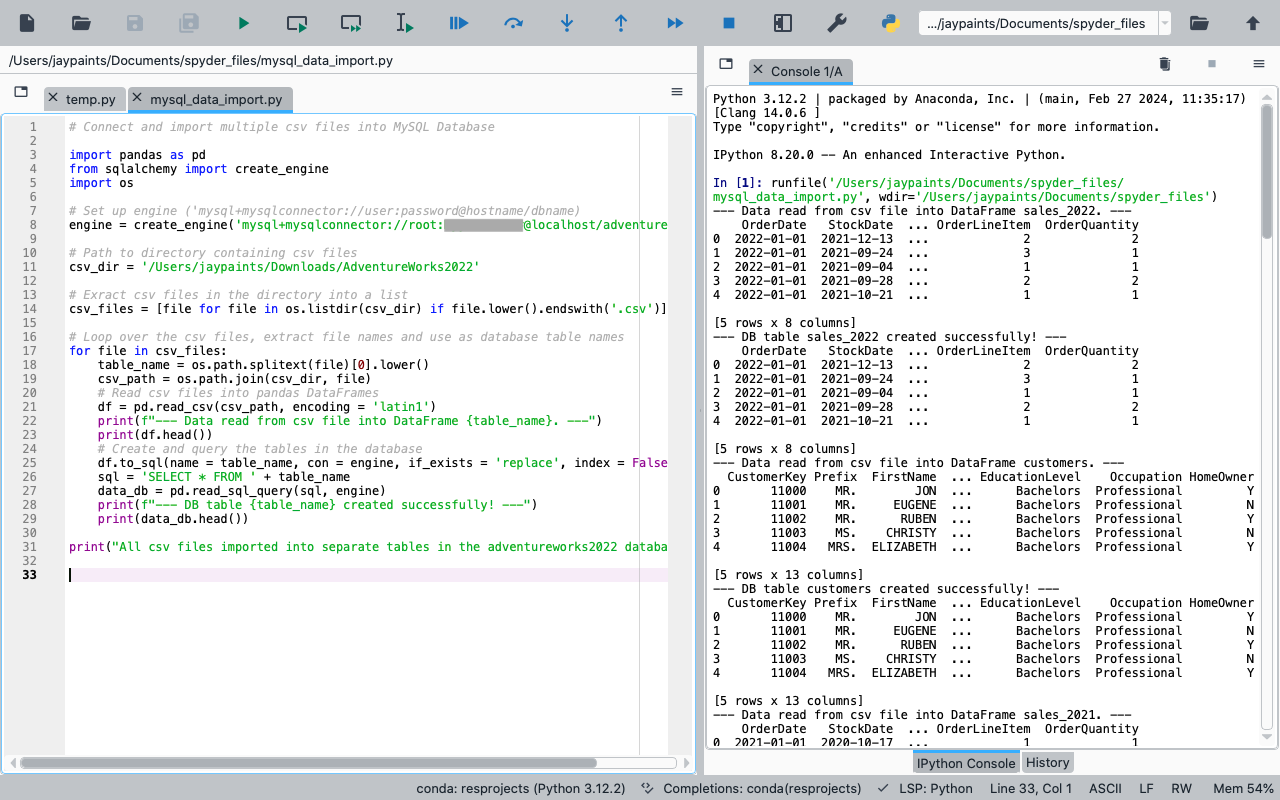 .../jaypaints/Documents/spyder_files
/Users/jaypaints/Documents/spyder_files/mysql_data_import.py
temp.py
mysql_data_import.py
1 # Connect and import multiple csv files into MySQL Database
2
3 import pandas as pd
4 from sqlalchemy import create_engine
5 import os
6
7 # Set up engine ('mysql+mysqlconnector://user:password@hostname/dbname)
8 engine = create_engine('mysql+mysqlconnector://root: @localhost/adventure
9
10 # Path to directory containing csv files
11 csv_dir = '/Users/jaypaints/Downloads/AdventureWorks2022'
12
13 # Exract csv files in the directory into a list
14 csv_files = [file for file in os.listdir(csv_dir) if file.lower().endswith('.csv')]
15
16 # Loop over the csv files, extract file names and use as database table names
17 for file in csv_files:
18     table_name = os.path.splitext(file)[0].lower()
19     csv_path = os.path.join(csv_dir, file)
20     # Read csv files into pandas DataFrames
21     df = pd.read_csv(csv_path, encoding = 'latin1')
22     print(f"--- Data read from csv file into DataFrame {table_name}. ---")
23     print(df.head())
24     # Create and query the tables in the database
25     df.to_sql(name = table_name, con = engine, if_exists = 'replace', index = False
26     sql = 'SELECT * FROM ' + table_name
27     data_db = pd.read_sql_query(sql, engine)
28     print(f"--- DB table {table_name} created successfully! ---")
29     print(data_db.head())
30
31 print("All csv files imported into separate tables in the adventureworks2022 databa
32
33
Console 1/A
Python 3.12.2 | packaged by Anaconda, Inc. | (main, Feb 27 2024, 11:35:17)
[Clang 14.0.6 ]
Type "copyright", "credits" or "license" for more information.
IPython 8.20.0 -- An enhanced Interactive Python.
In [1]: runfile('/Users/jaypaints/Documents/spyder_files/
mysql_data_import.py', wdir='/Users/jaypaints/Documents/spyder_files')
--- Data read from csv file into DataFrame sales_2022. ---
OrderDate StockDate ... OrderLineItem OrderQuantity
0 2022-01-01 2021-12-13 ... 2 2
1 2022-01-01 2021-09-24 ... 3 1
2 2022-01-01 2021-09-04 ... 1 1
3 2022-01-01 2021-09-28 ... 2 2
4 2022-01-01 2021-10-21 ... 1 1
[5 rows x 8 columns]
--- DB table sales_2022 created successfully! ---
OrderDate StockDate ... OrderLineItem OrderQuantity
0 2022-01-01 2021-12-13 ... 2 2
1 2022-01-01 2021-09-24 ... 3 1
2 2022-01-01 2021-09-04 ... 1 1
3 2022-01-01 2021-09-28 ... 2 2
4 2022-01-01 2021-10-21 ... 1 1
[5 rows x 8 columns]
--- Data read from csv file into DataFrame customers. ---
CustomerKey Prefix FirstName ... EducationLevel Occupation HomeOwner
0 11000 MR. JON ... Bachelors Professional Y
1 11001 MR. EUGENE ... Bachelors Professional N
2 11002 MR. RUBEN ... Bachelors Professional Y
3 11003 MS. CHRISTY ... Bachelors Professional N
4 11004 MRS. ELIZABETH ... Bachelors Professional Y
[5 rows x 13 columns]
--- DB table customers created successfully! ---
CustomerKey Prefix FirstName ... EducationLevel Occupation HomeOwner
0 11000 MR. JON ... Bachelors Professional Y
1 11001 MR. EUGENE ... Bachelors Professional N
2 11002 MR. RUBEN ... Bachelors Professional Y
3 11003 MS. CHRISTY ... Bachelors Professional N
4 11004 MRS. ELIZABETH ... Bachelors Professional Y
[5 rows x 13 columns]
--- Data read from csv file into DataFrame sales_2021. ---
OrderDate StockDate ... OrderLineItem OrderQuantity
0 2021-01-01 2020-10-17 ... 1 1
IPython Console
History
conda: resprojects (Python 3.12.2) Completions: conda(resprojects) LSP: Python Line 33, Col 1 ASCII LF RW Mem 54%